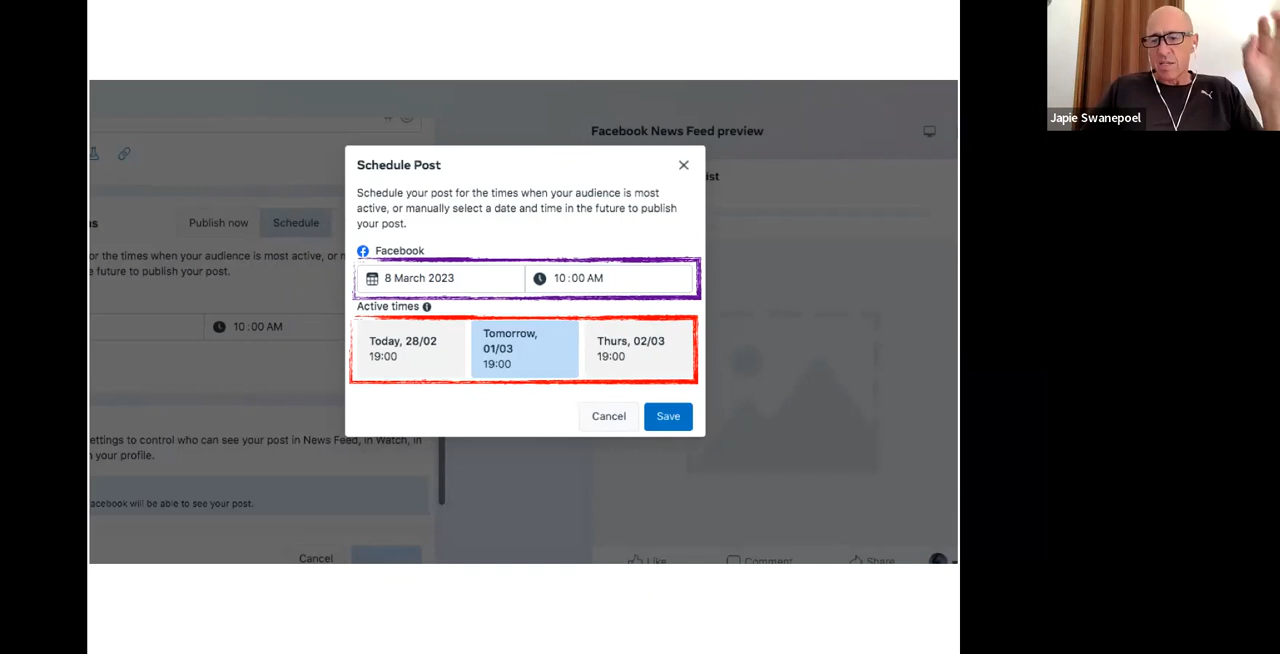 Japie Swanepoel
Facebook News Feed preview
Schedule Post
Schedule your post for the times when your audience is most
active, or manually select a date and time in the future to publish
your post.
Facebook
8 March 2023
10:00 AM
Active times
Today, 28/02
19:00
Tomorrow,
01/03
19:00
Thurs, 02/03
19:00
Cancel
Save
Publish now
Schedule
or the times when your audience is most active, or
future to publish your post.
10:00 AM
ettings to control who can see your post in News Feed, in Watch, in
your profile.
acebook will be able to see your post.
Cancel
Like
Comment
Share